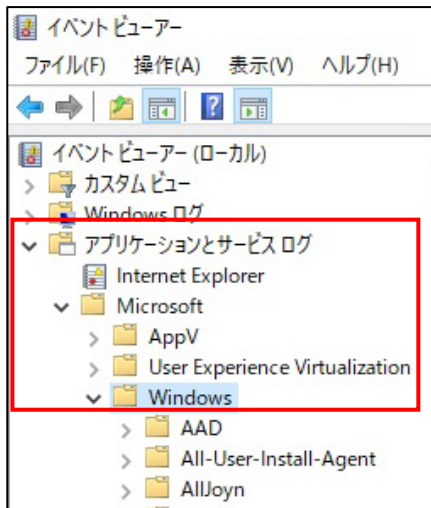 イベント ビューアー
ファイル(F) 操作(A) 表示(V) ヘルプ(H)
イベント ビューアー (ローカル)
カスタム ビュー
Windows ログ
アプリケーションとサービス ログ
Internet Explorer
Microsoft
AppV
User Experience Virtualization
Windows
AAD
All-User-Install-Agent
AllJoyn